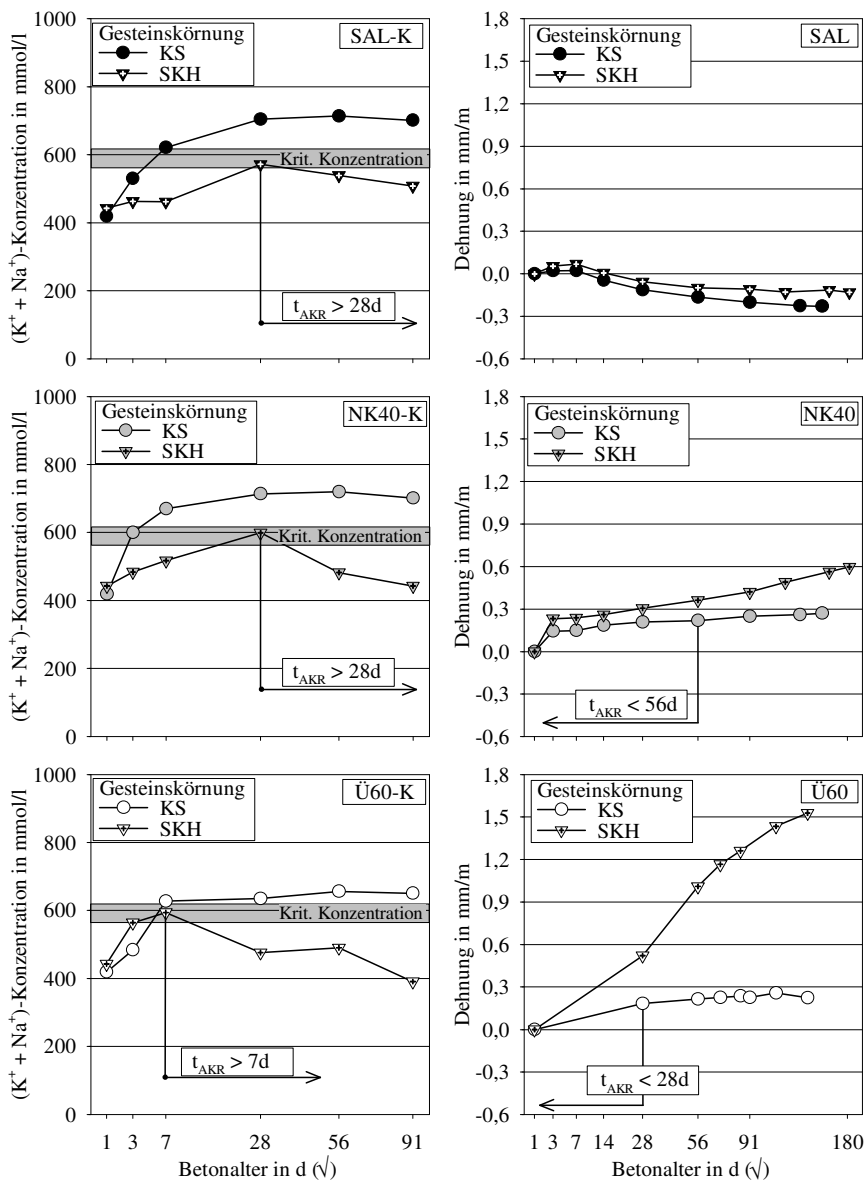 (K⁺ + Na⁺)-Konzentration in mmol/l
1000
800
600
400
200
0
Gesteinskörnung
KS
SKH
SAL-K
Krit. Konzentration
t_AKR > 28d
Dehnung in mm/m
1,8
1,5
1,2
0,9
0,6
0,3
0,0
-0,3
-0,6
Gesteinskörnung
KS
SKH
SAL
(K⁺ + Na⁺)-Konzentration in mmol/l
1000
800
600
400
200
0
Gesteinskörnung
KS
SKH
NK40-K
Krit. Konzentration
t_AKR > 28d
Dehnung in mm/m
1,8
1,5
1,2
0,9
0,6
0,3
0,0
-0,3
-0,6
Gesteinskörnung
KS
SKH
NK40
t_AKR < 56d
(K⁺ + Na⁺)-Konzentration in mmol/l
1000
800
600
400
200
0
Gesteinskörnung
KS
SKH
Ü60-K
Krit. Konzentration
t_AKR > 7d
1 3 7 28 56 91
Betonalter in d (√)
Dehnung in mm/m
1,8
1,5
1,2
0,9
0,6
0,3
0,0
-0,3
-0,6
Gesteinskörnung
KS
SKH
Ü60
t_AKR < 28d
1 3 7 14 28 56 91 180
Betonalter in d (√)